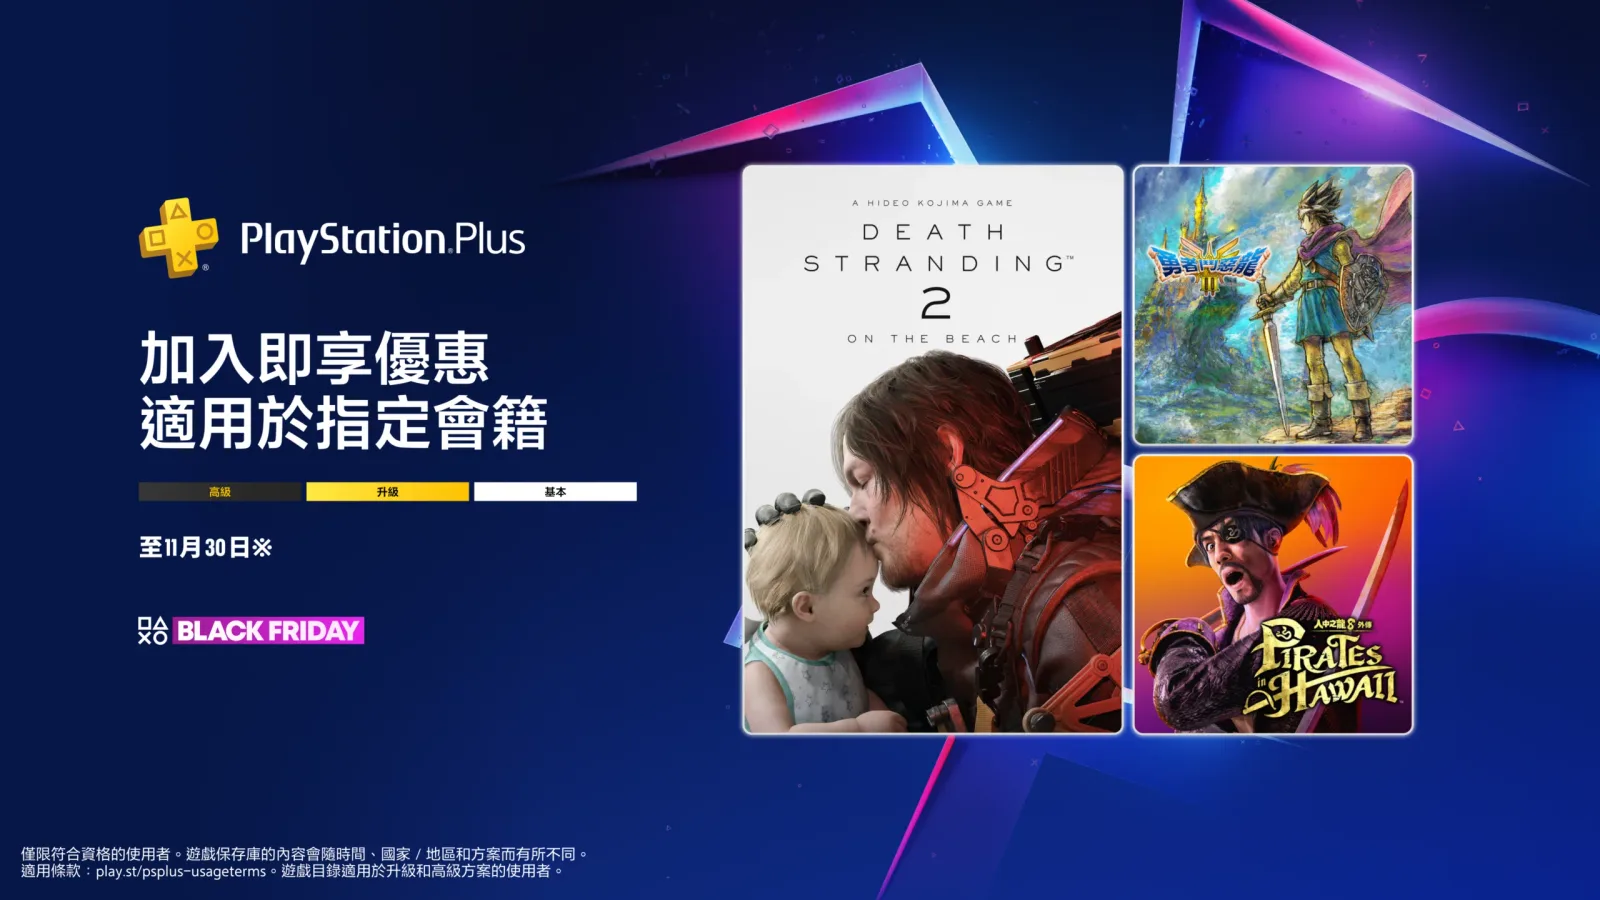 PlayStation.Plus
加入即享優惠
適用於指定會籍
高級
升級
基本
至11月30日※
BLACK FRIDAY
A HIDEO KOJIMA GAME
DEATH
STRANDING™
2
ON THE BEACH
勇者鬥惡龍
III
人中之龍8外傳
PIRATES
in
HAWAII
僅限符合資格的使用者。遊戲保存庫的內容會隨時間、國家 / 地區和方案而有所不同。
適用條款：play.st/psplus-usageterms。遊戲目錄適用於升級和高級方案的使用者。